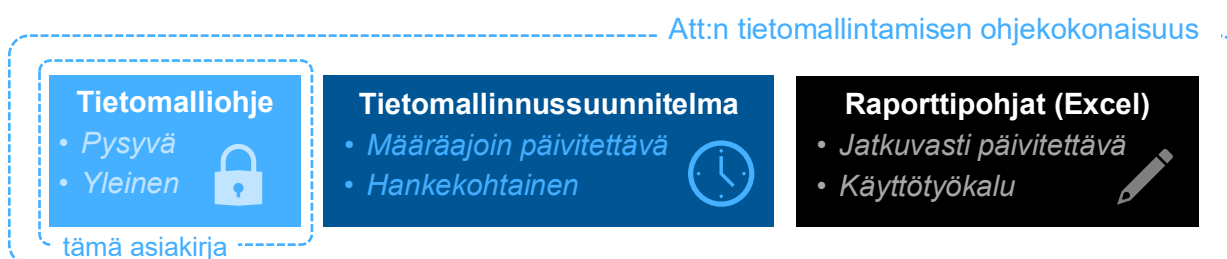 Att:n tietomallintamisen ohjekokonaisuus
Tietomalliohje
• Pysyvä
• Yleinen
tämä asiakirja
Tietomallinnussuunnitelma
• Määräajoin päivitettävä
• Hankekohtainen
Raporttipohjat (Excel)
• Jatkuvasti päivitettävä
• Käyttötyökalu